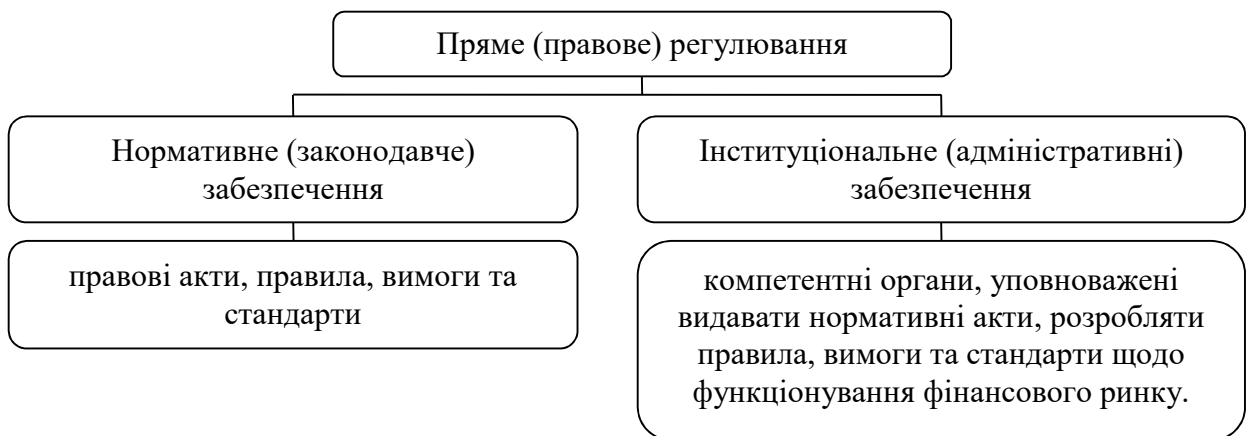 Пряме (правове) регулювання
Нормативне (законодавче)
забезпечення
Інституціональне (адміністративні)
забезпечення
правові акти, правила, вимоги та
стандарти
компетентні органи, уповноважені
видавати нормативні акти, розробляти
правила, вимоги та стандарти щодо
функціонування фінансового ринку.